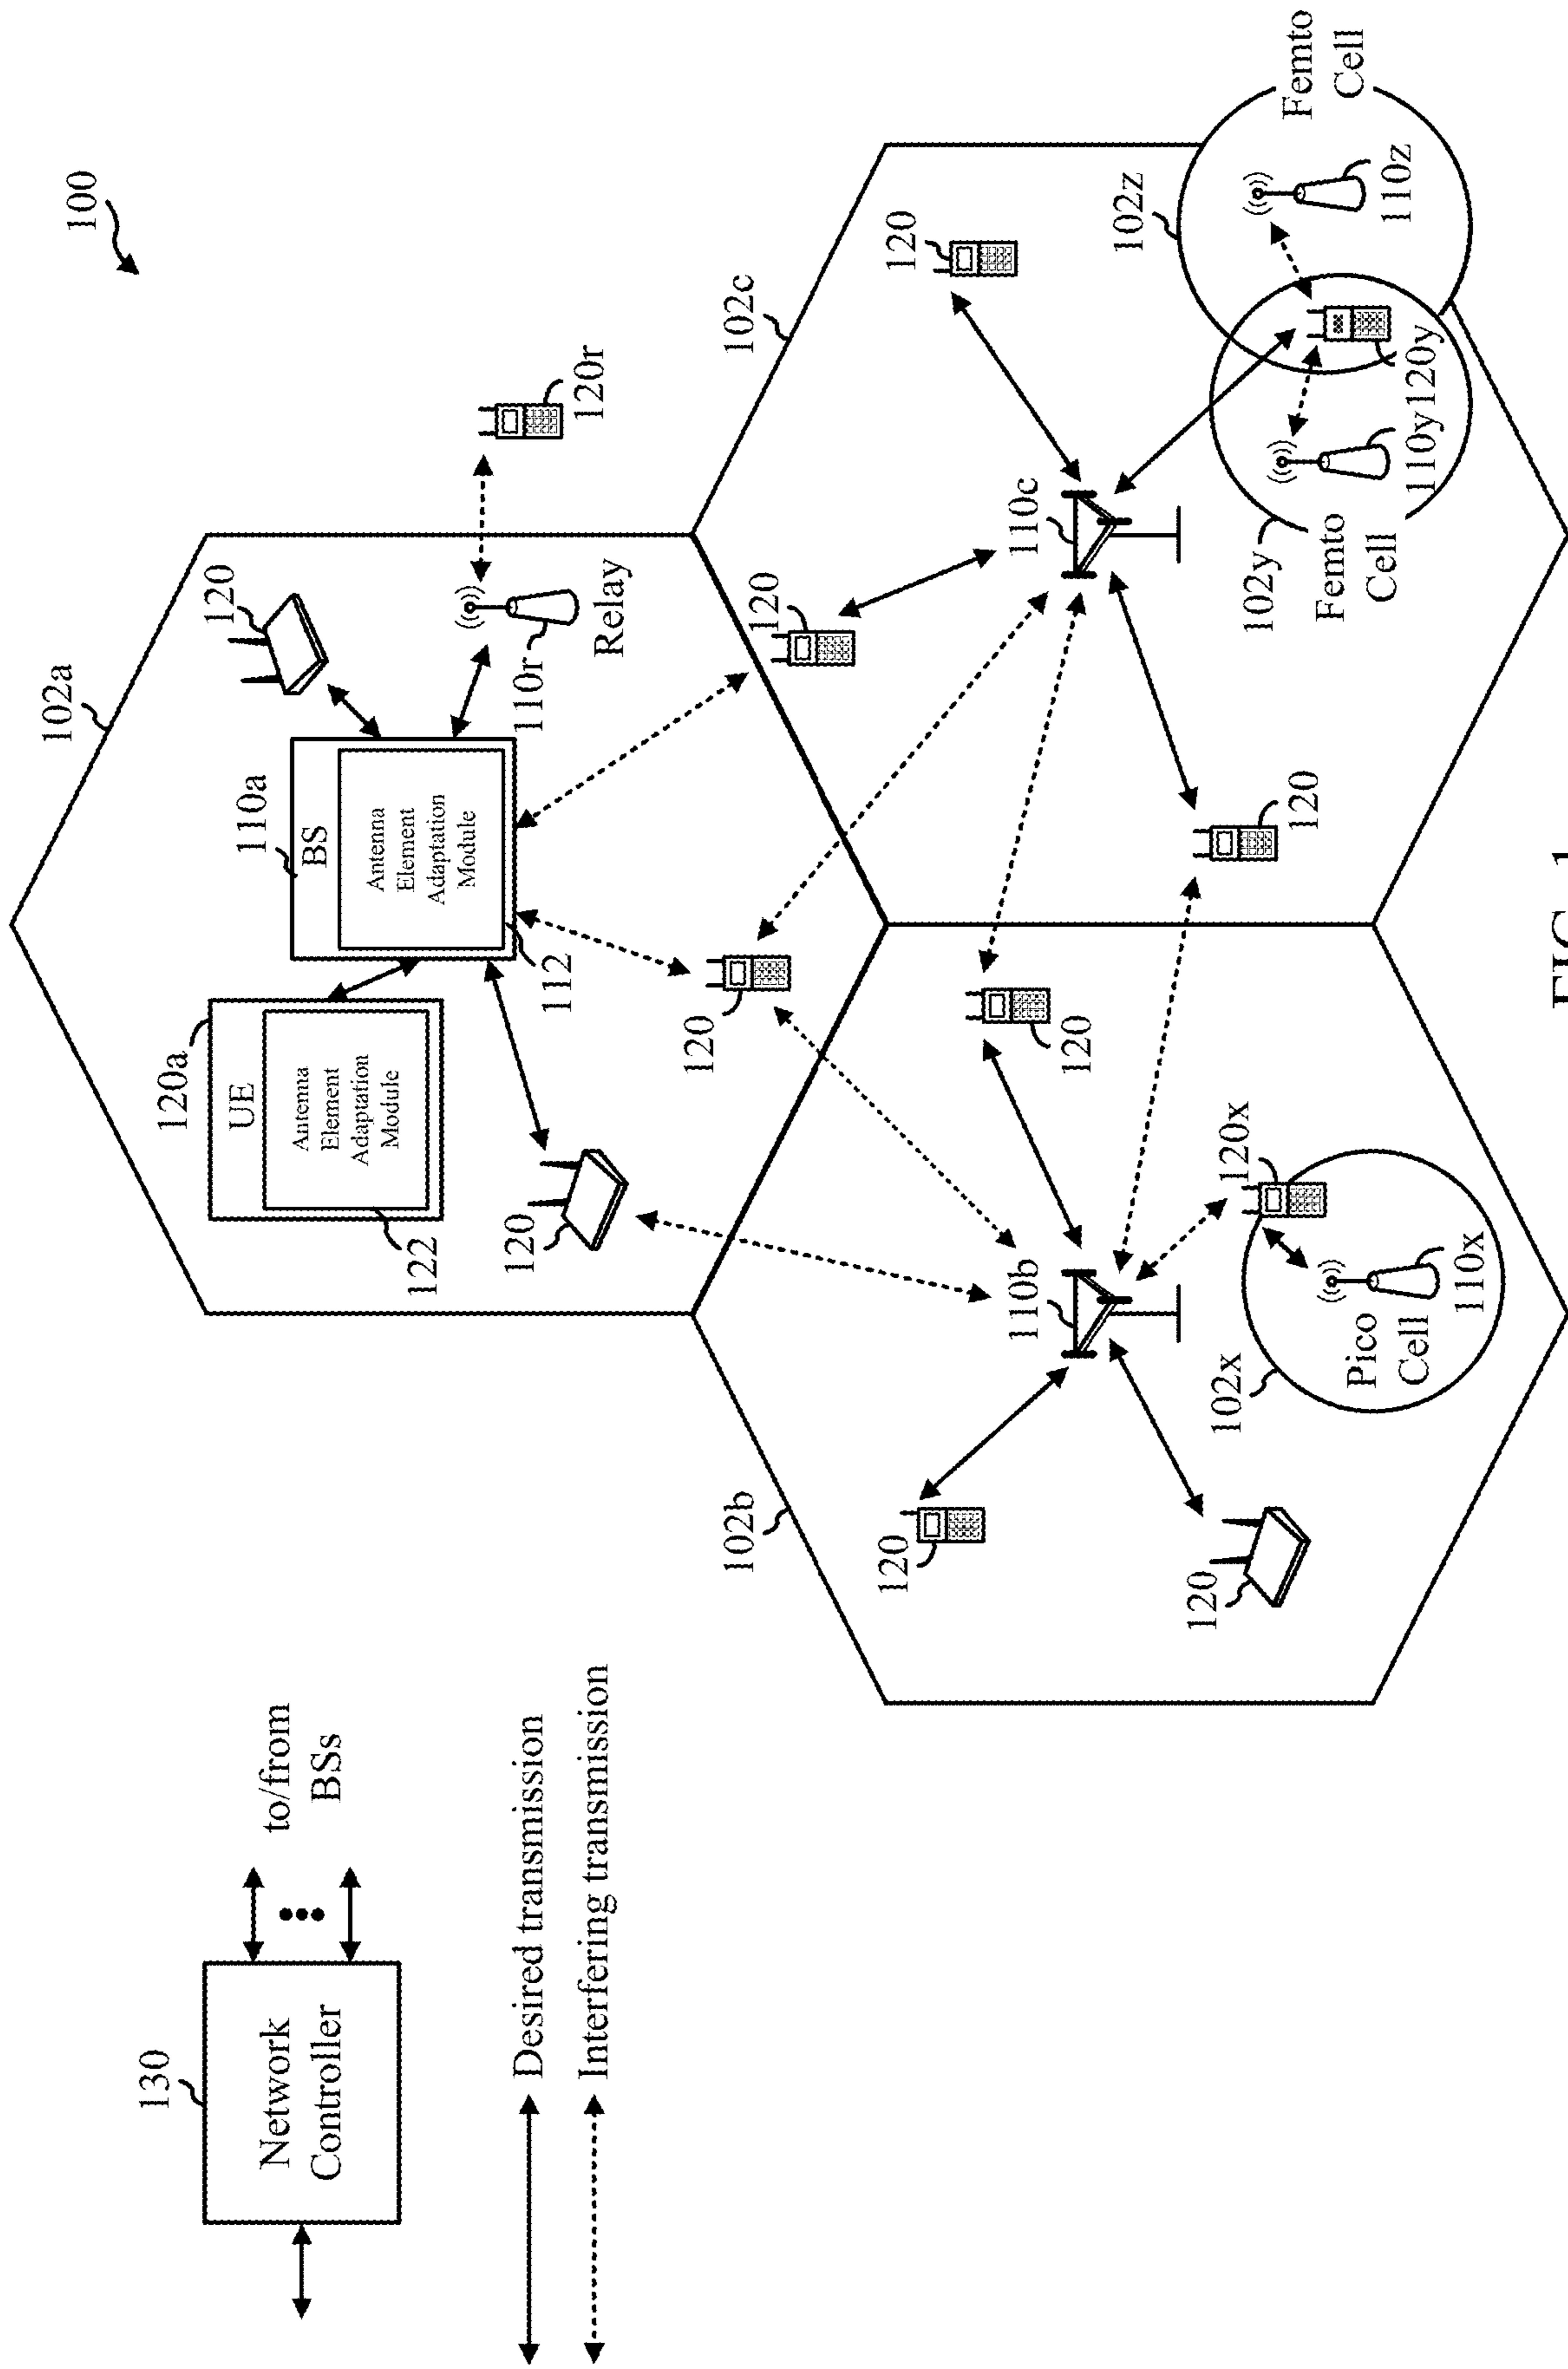 100
130
Network
Controller
to/from
BSs
Desired transmission
Interfering transmission
102a
120a
UE
Antenna
Element
Adaptation
Module
122
110a
BS
Antenna
Element
Adaptation
Module
112
120
120
110r
Relay
120r
120
102b
120
120
110b
120
102x
Pico
Cell
110x
120x
102c
120
120
110c
120
102y
Femto
Cell
110y
120y
102z
110z
Femto
Cell
FIG. 1